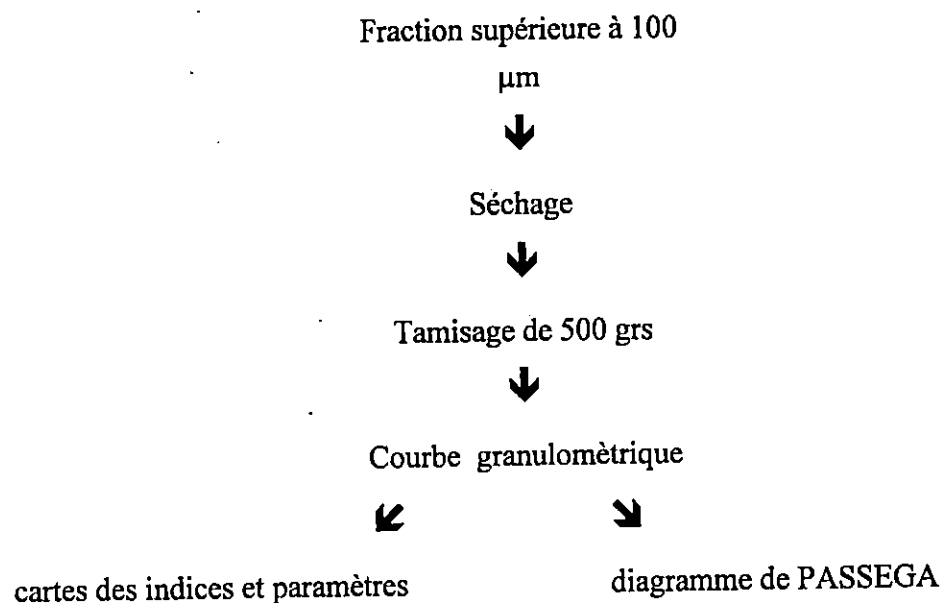 Fraction supérieure à 100
µm
Séchage
Tamisage de 500 grs
Courbe granulomètrique
cartes des indices et paramètres
diagramme de PASSEGA